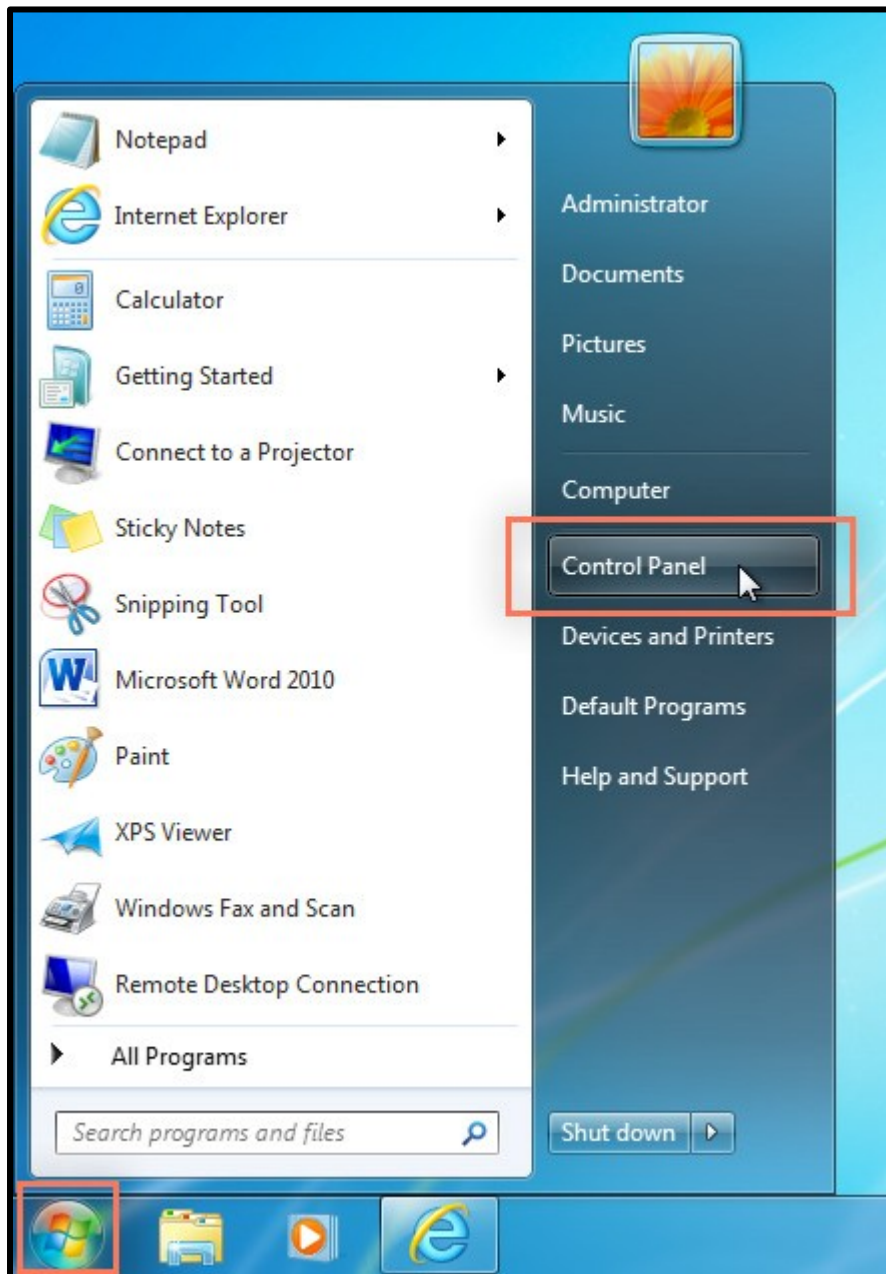 Notepad
Internet Explorer
Calculator
Getting Started
Connect to a Projector
Sticky Notes
Snipping Tool
Microsoft Word 2010
Paint
XPS Viewer
Windows Fax and Scan
Remote Desktop Connection
All Programs
Search programs and files
Administrator
Documents
Pictures
Music
Computer
Control Panel
Devices and Printers
Default Programs
Help and Support
Shut down